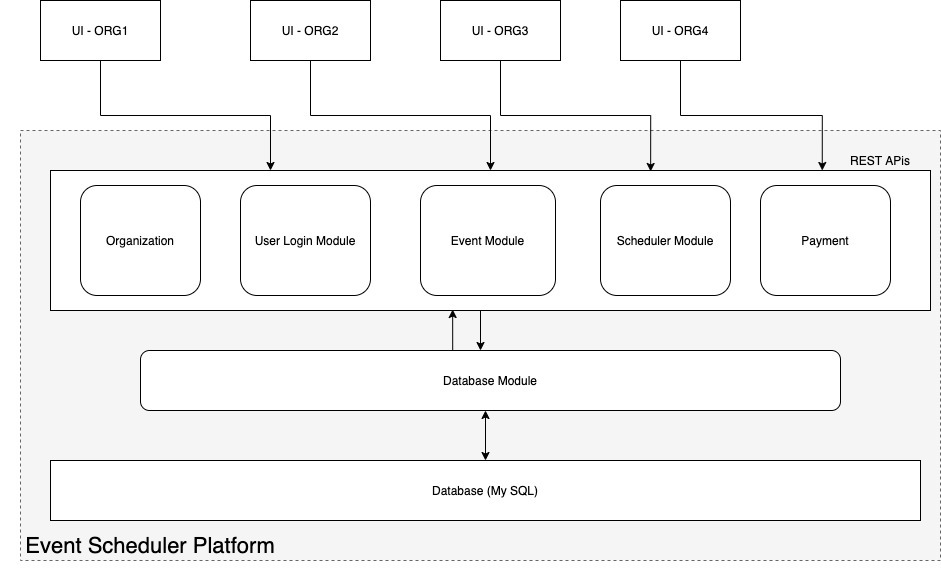 UI - ORG1
UI - ORG2
UI - ORG3
UI - ORG4
REST APis
Organization
User Login Module
Event Module
Scheduler Module
Payment
Database Module
Database (My SQL)
Event Scheduler Platform